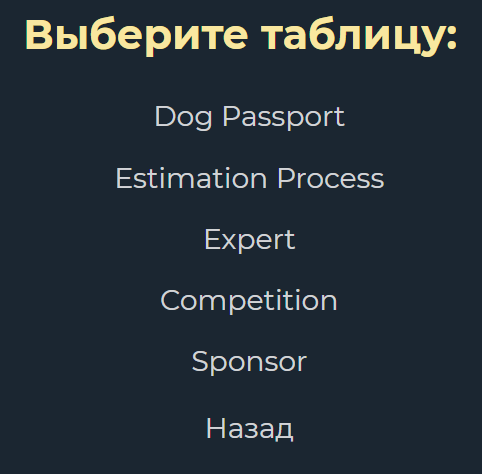 Выберите таблицу:
Dog Passport
Estimation Process
Expert
Competition
Sponsor
Назад